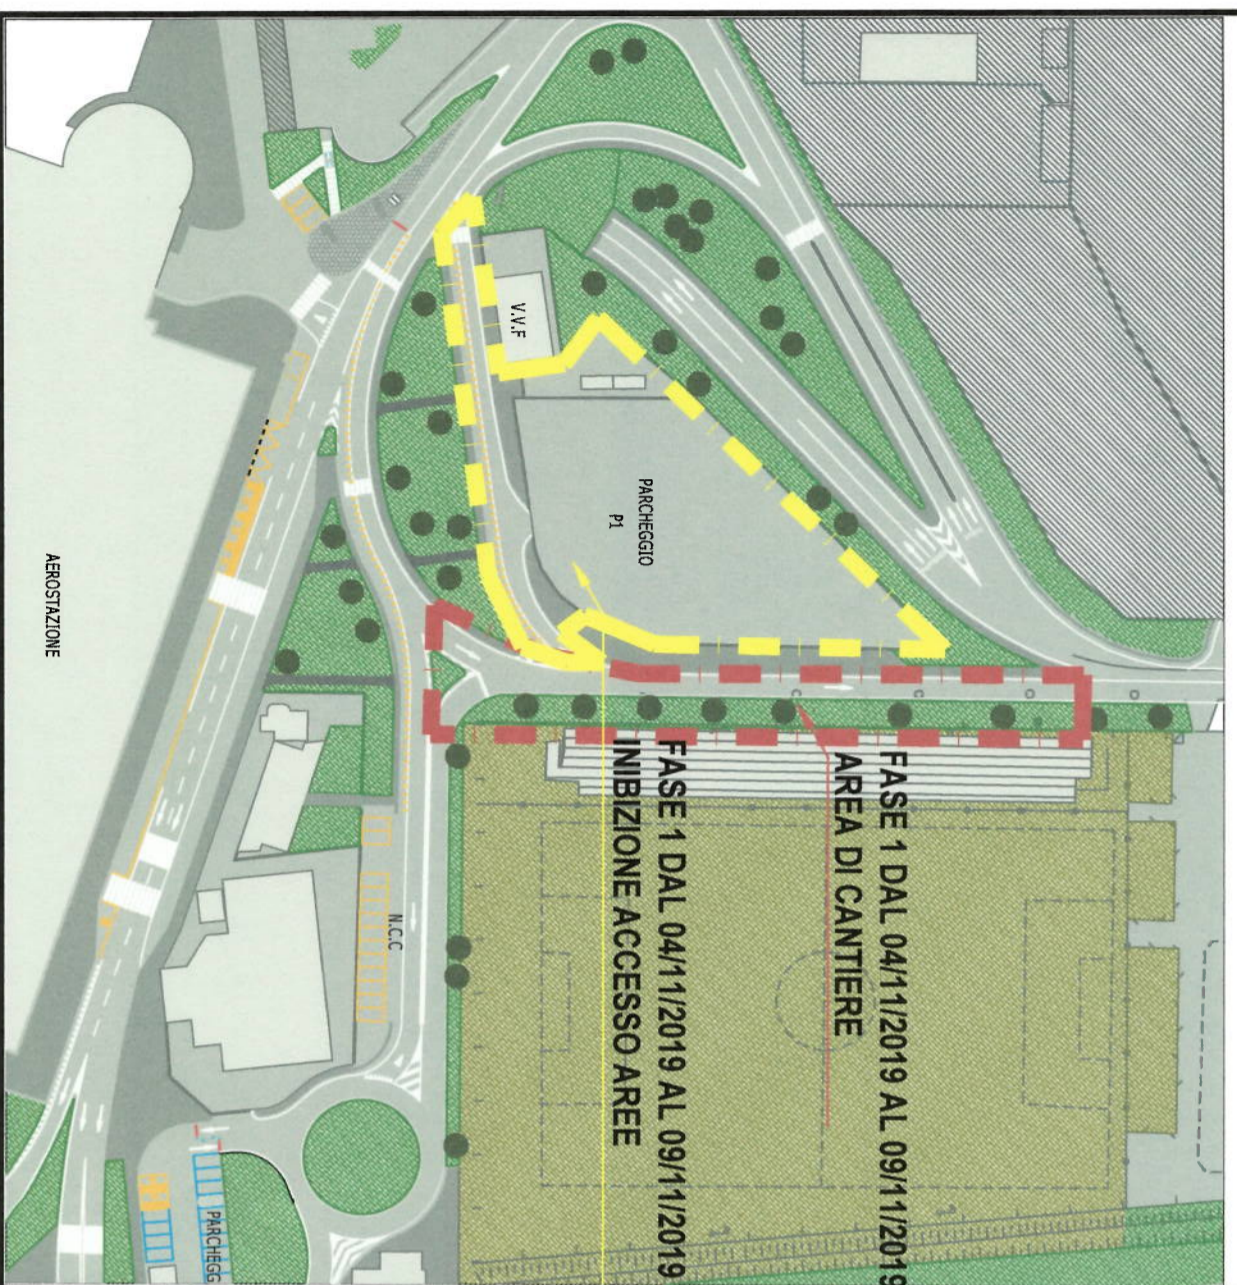 FASE 1 DAL 04/11/2019 AL 09/11/2019
AREA DI CANTIERE
FASE 1 DAL 04/11/2019 AL 09/11/2019
INIBIZIONE ACCESSO AREE
V.V.F
PARCHEGGIO
P1
AEROSTAZIONE
N.C.C
PARCHEGG